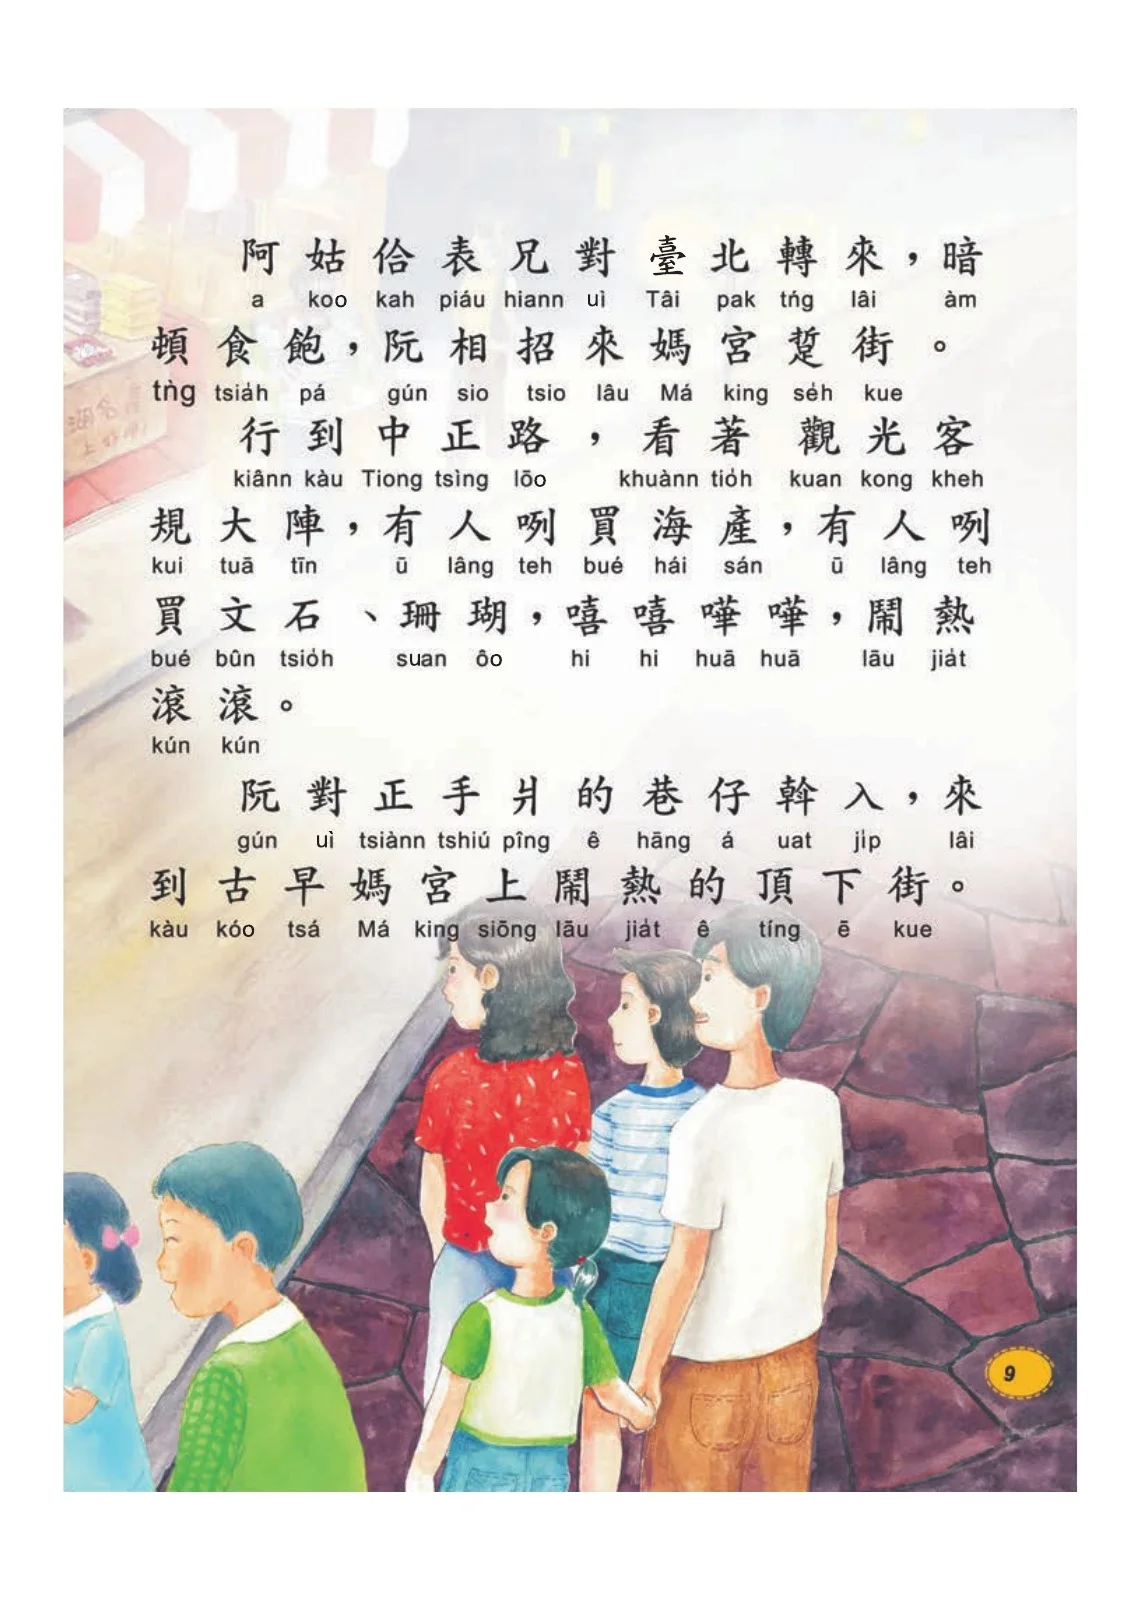 阿姑佮表兄對臺北轉來，暗
a koo kah piáu hiann uì Tâi pak tńg lâi àm
頓食飽，阮相招來媽宮踅街。
tǹg tsia̍h pá gún sio tsio lâu Má king se̍h kue
行到中正路，看著觀光客
kiânn kàu Tiong tsìng lōo khuànn tio̍h kuan kong kheh
規大陣，有人咧買海產，有人咧
kui tuā tīn ū lâng teh bué hái sán ū lâng teh
買文石、珊瑚，嘻嘻嘩嘩，鬧熱
bué bûn tsio̍h suan ôo hi hi huā huā lāu jia̍t
滾滾。
kún kún
阮對正手爿的巷仔斡入，來
gún uì tsiànn tshiú pîng ê hāng á uat ji̍p lâi
到古早媽宮上鬧熱的頂下街。
kàu kóo tsá Má king siōng lāu jia̍t ê tíng ē kue
9